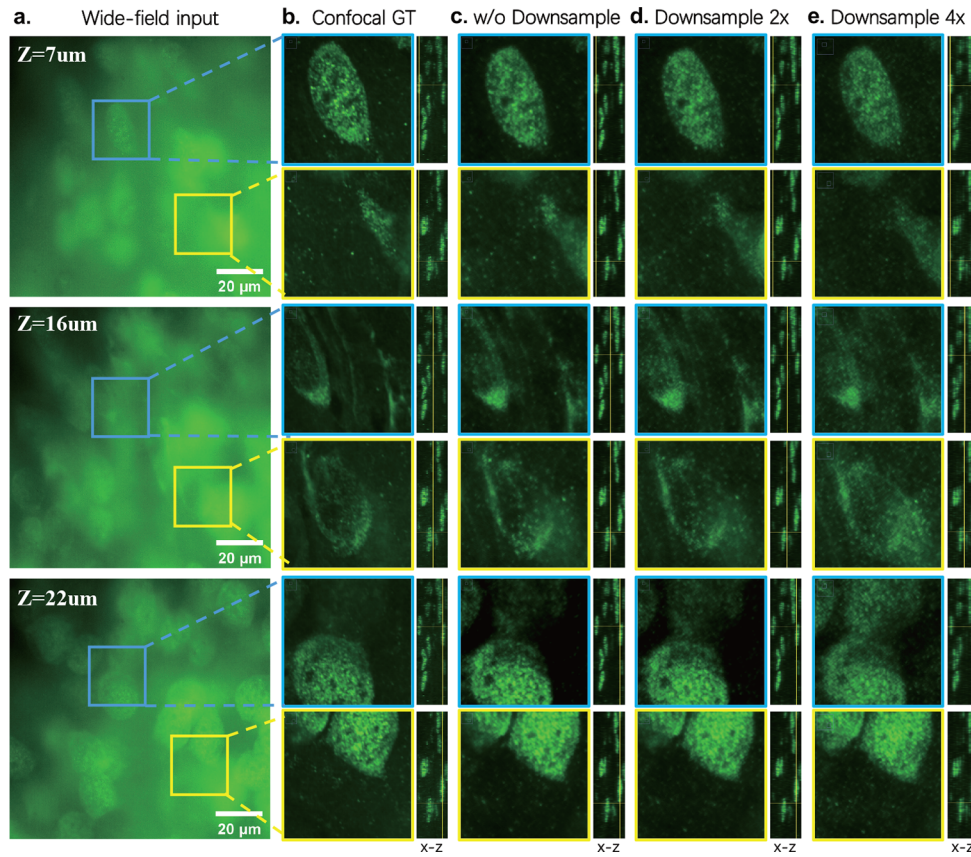 a. Wide-field input
b. Confocal GT
c. w/o Downsample
d. Downsample 2x
e. Downsample 4x
Z=7um
20 µm
Z=16um
20 µm
Z=22um
20 µm
x-z
x-z
x-z
x-z